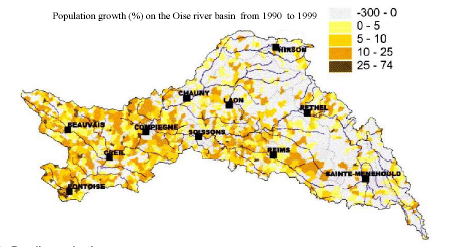 Population growth (%) on the Oise river basin from 1990 to 1999
-300 - 0
0 - 5
5 - 10
10 - 25
25 - 74
HIRSON
CHAUNY
LAON
RETHEL
BEAUVAIS
COMPIEGNE
SOISSONS
CREIL
REIMS
SAINTE-MENEHOULD
PONTOISE